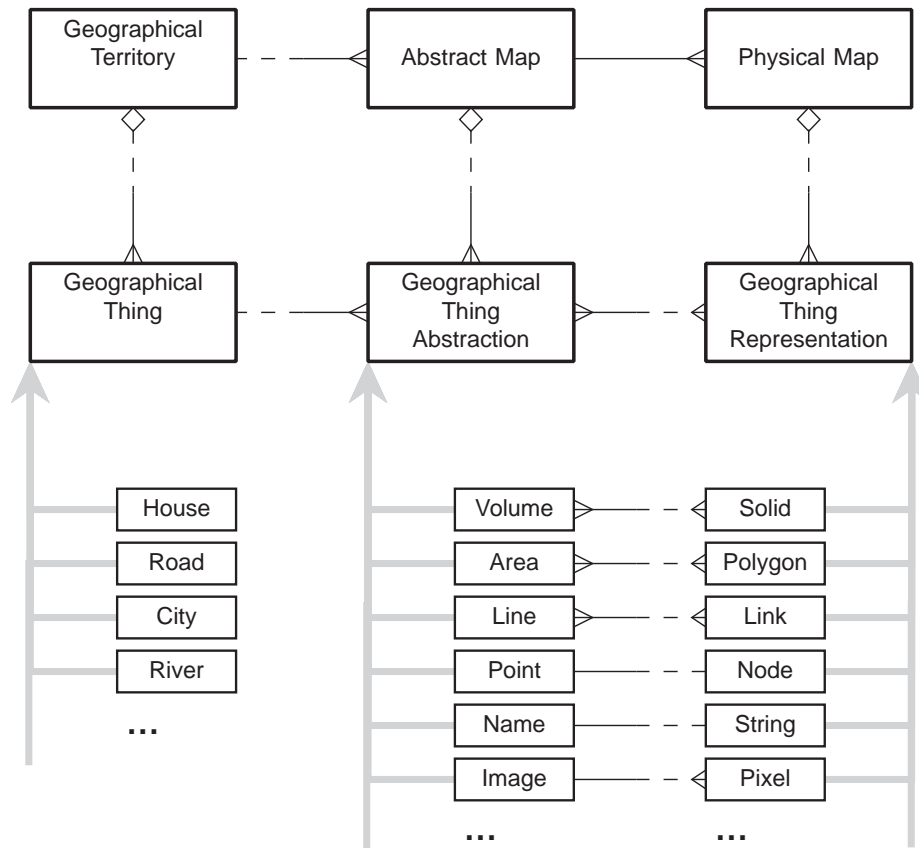 Geographical
Territory
Abstract Map
Physical Map
Geographical
Thing
Geographical
Thing
Abstraction
Geographical
Thing
Representation
House
Volume
Solid
Road
Area
Polygon
City
Line
Link
River
Point
Node
...
Name
String
Image
Pixel
...
...